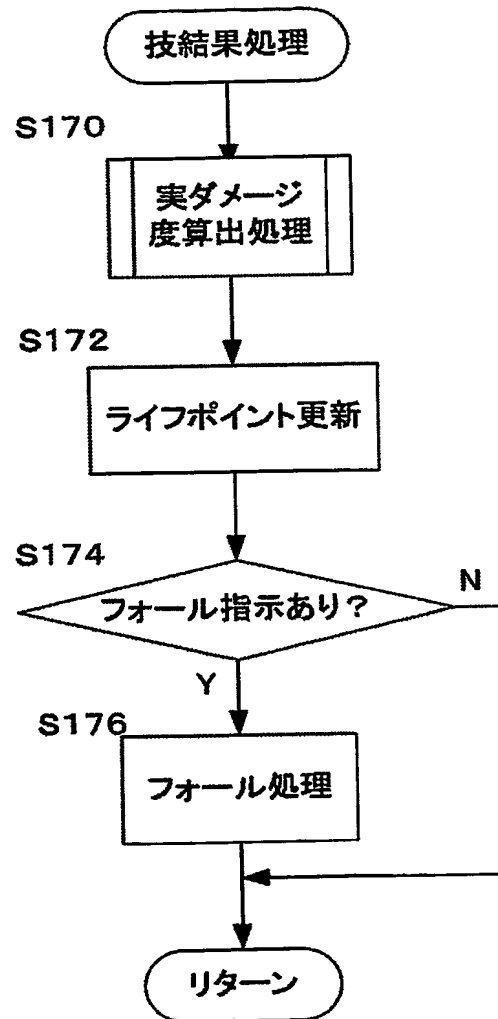 技結果処理
S170
実ダメージ
度算出処理
S172
ライフポイント更新
S174
フォール指示あり？
N
Y
S176
フォール処理
リターン